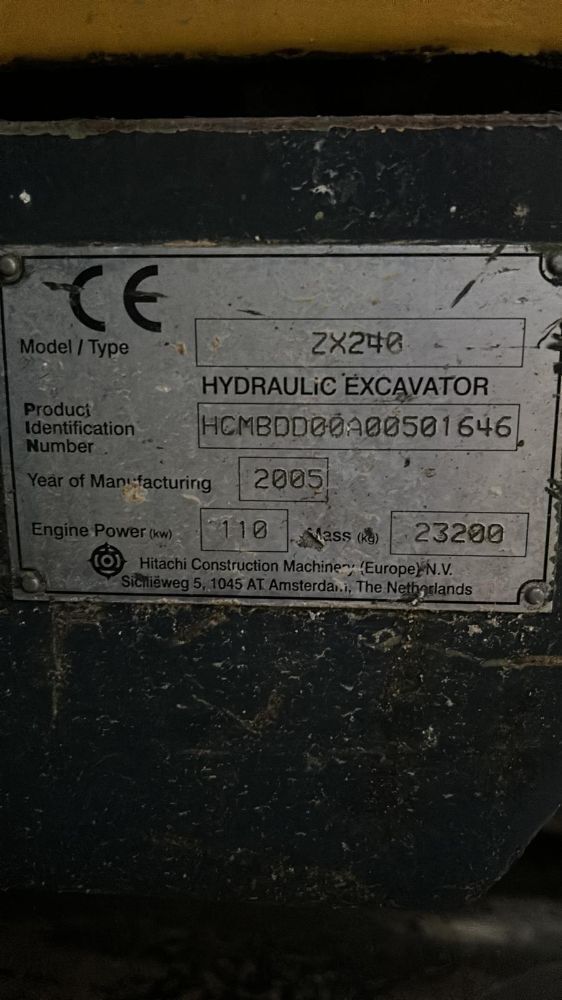 CE
Model / Type ZX240
HYDRAULIC EXCAVATOR
Product
Identification
Number HCMBDD00A00501646
Year of Manufacturing 2005
Engine Power (kw) 110 Mass (kg) 23200
Hitachi Construction Machinery (Europe) N.V.
Siciliëweg 5, 1045 AT Amsterdam, The Netherlands